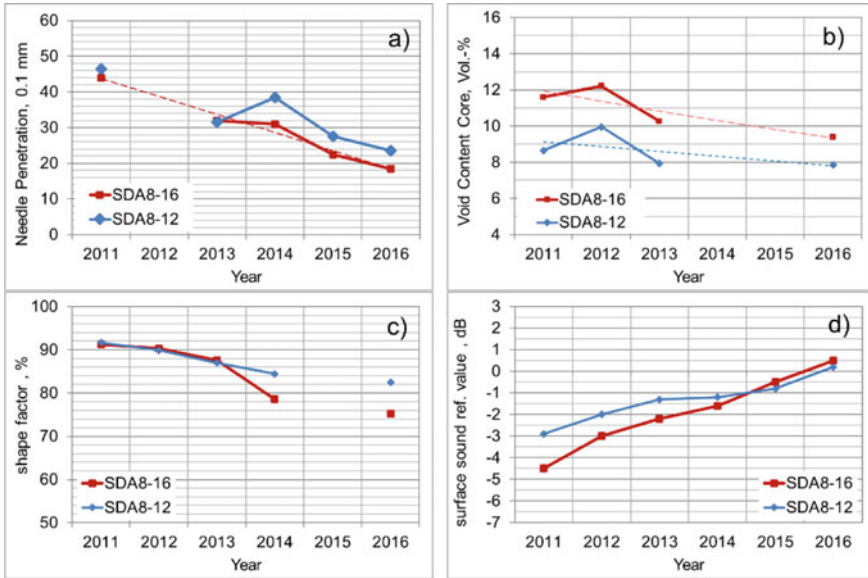 a)
Needle Penetration, 0.1 mm
60
50
40
30
20
10
0
SDA8-16
SDA8-12
2011 2012 2013 2014 2015 2016
Year
b)
Void Content Core, Vol.-%
16
14
12
10
8
6
4
SDA8-16
SDA8-12
2011 2012 2013 2014 2015 2016
Year
c)
shape factor , %
100
90
80
70
60
50
SDA8-16
SDA8-12
2011 2012 2013 2014 2015 2016
Year
d)
surface sound ref. value , dB
3
2
1
0
-1
-2
-3
-4
-5
-6
-7
SDA8-16
SDA8-12
2011 2012 2013 2014 2015 2016
Year